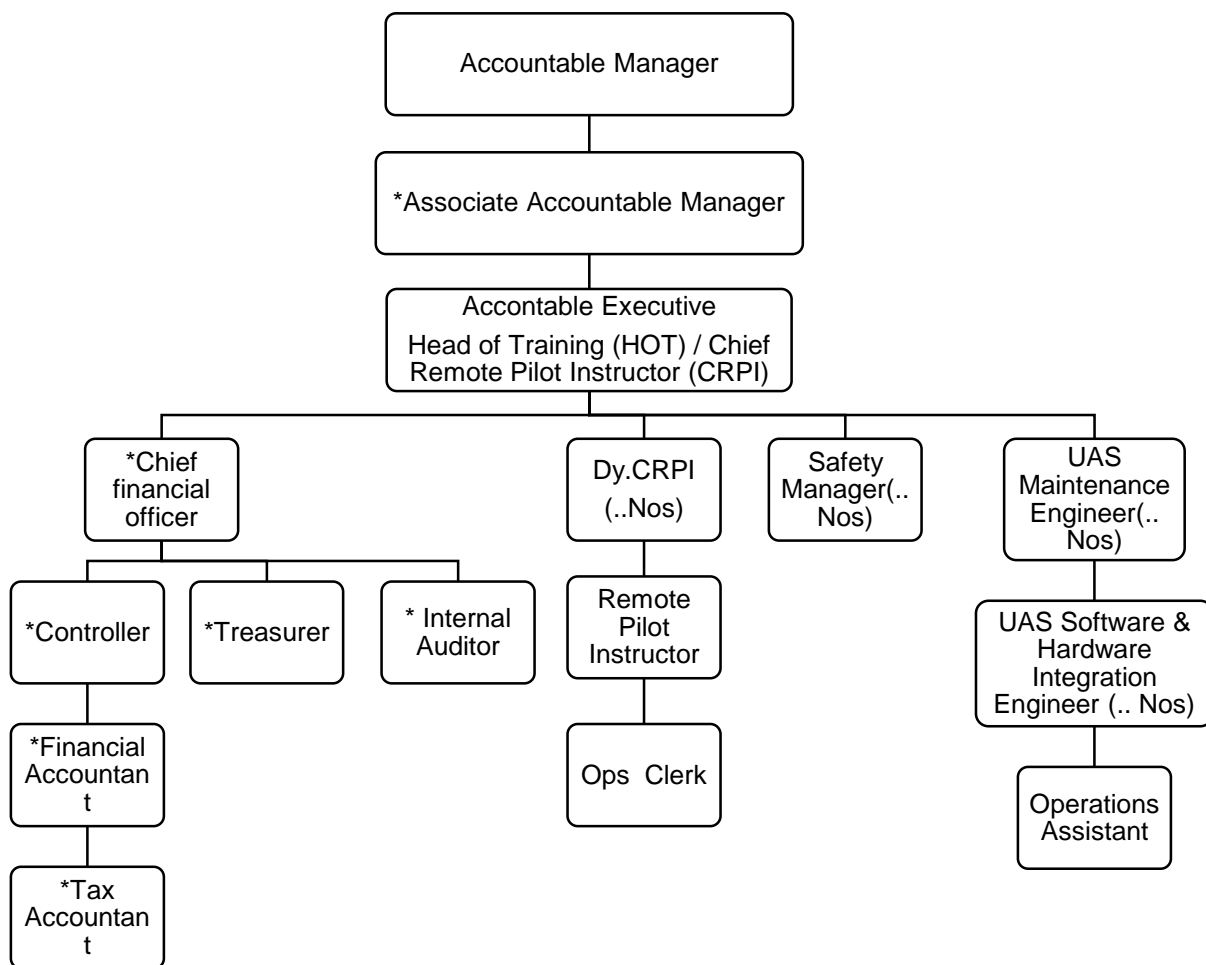 Accountable Manager
*Associate Accountable Manager
Accontable Executive
Head of Training (HOT) / Chief
Remote Pilot Instructor (CRPI)
*Chief
financial
officer
Dy.CRPI
(..Nos)
Safety
Manager(..
Nos)
UAS
Maintenance
Engineer(..
Nos)
*Controller
*Treasurer
* Internal
Auditor
Remote
Pilot
Instructor
UAS Software &
Hardware
Integration
Engineer (.. Nos)
*Financial
Accountan
t
Ops Clerk
Operations
Assistant
*Tax
Accountan
t